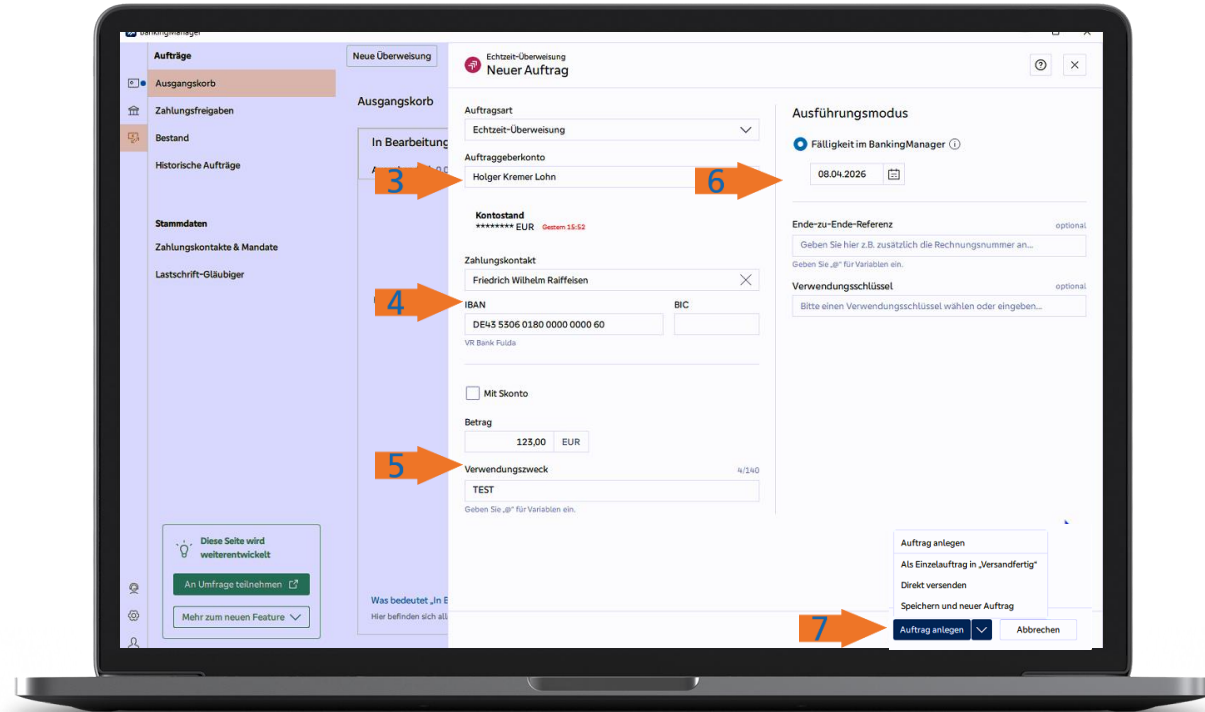 BankingManager
Aufträge
Ausgangskorb
Zahlungsfreigaben
Bestand
Historische Aufträge
Stammdaten
Zahlungskontakte & Mandate
Lastschrift-Gläubiger
Diese Seite wird
weiterentwickelt
An Umfrage teilnehmen
Mehr zum neuen Feature
Neue Überweisung
Ausgangskorb
In Bearbeitung
Was bedeutet „In
Hier befinden sich all
Echtzeit-Überweisung
Neuer Auftrag
Auftragsart
Echtzeit-Überweisung
Auftraggeberkonto
3
Holger Kremer Lohn
Kontostand
******** EUR Gestern 15:52
Zahlungskontakt
Friedrich Wilhelm Raiffeisen
4
IBAN BIC
DE43 5306 0180 0000 0000 60
VR Bank Fulda
Mit Skonto
Betrag
123,00 EUR
5
Verwendungszweck 4/140
TEST
Geben Sie „@“ für Variablen ein.
Ausführungsmodus
Fälligkeit im BankingManager
6
08.04.2026
Ende-zu-Ende-Referenz optional
Geben Sie hier z.B. zusätzlich die Rechnungsnummer an...
Geben Sie „@“ für Variablen ein.
Verwendungsschlüssel optional
Bitte einen Verwendungsschlüssel wählen oder eingeben...
Auftrag anlegen
Als Einzelauftrag in „Versandfertig“
Direkt versenden
Speichern und neuer Auftrag
7
Auftrag anlegen Abbrechen